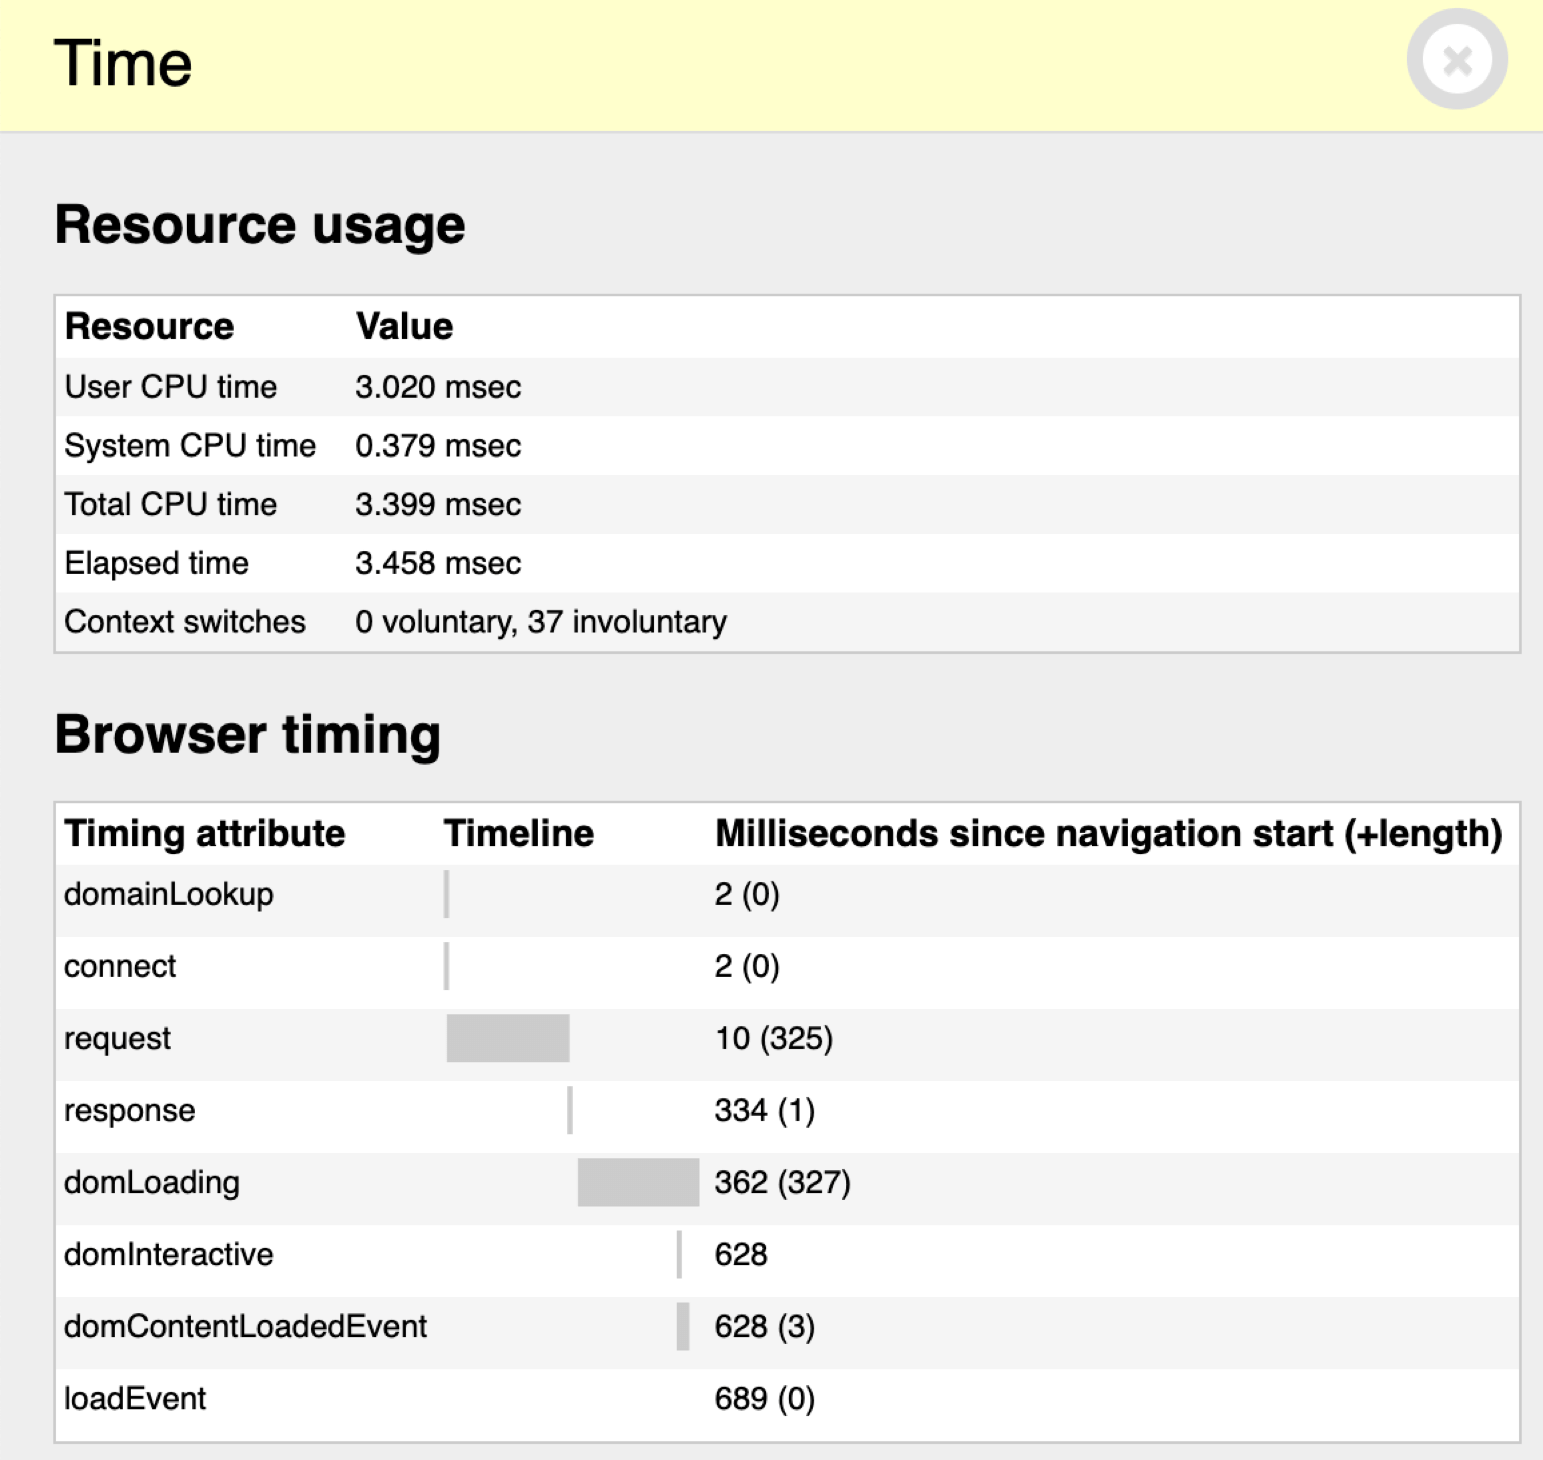 Time
Resource usage
Resource Value
User CPU time 3.020 msec
System CPU time 0.379 msec
Total CPU time 3.399 msec
Elapsed time 3.458 msec
Context switches 0 voluntary, 37 involuntary
Browser timing
Timing attribute Timeline Milliseconds since navigation start (+length)
domainLookup 2 (0)
connect 2 (0)
request 10 (325)
response 334 (1)
domLoading 362 (327)
domInteractive 628
domContentLoadedEvent 628 (3)
loadEvent 689 (0)